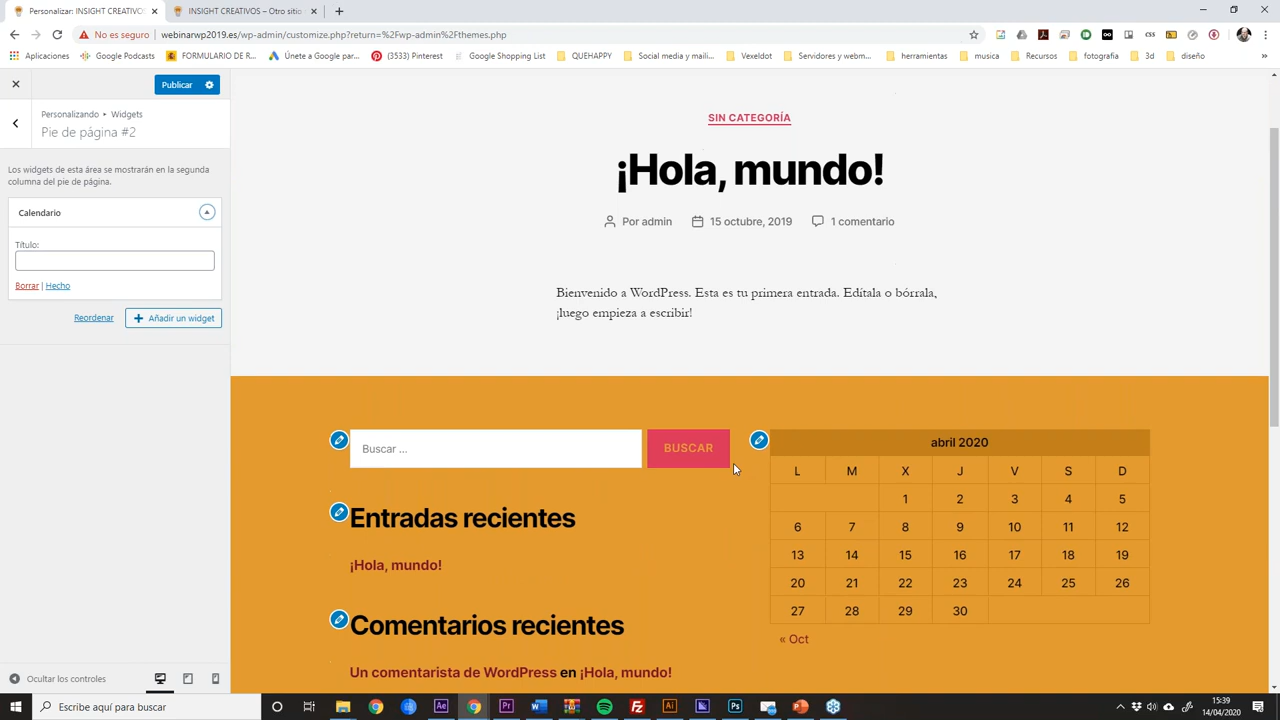 Personalizar: INSIGHT CREATIVOS
INSIGHT CREATIVOS – Otro sitio
No es seguro
webinarwp2019.es/wp-admin/customize.php?return=%2Fwp-admin%2Fthemes.php
Aplicaciones
Google Podcasts
FORMULARIO DE R...
Únete a Google par...
(3533) Pinterest
Google Shopping List
QUEHAPPY
Social media y maili...
Vexeldot
Servidores y webm...
herramientas
musica
Recursos
fotografia
3d
diseño
»
Publicar
Personalizando ▸ Widgets
Pie de página #2
Los widgets de esta área se mostrarán en la segunda
columna del pie de página.
Calendario
Título:
Borrar | Hecho
Reordenar
Añadir un widget
Ocultar los controles
SIN CATEGORÍA
¡Hola, mundo!
Por admin
15 octubre, 2019
1 comentario
Bienvenido a WordPress. Esta es tu primera entrada. Edítala o bórrala,
¡luego empieza a escribir!
Buscar ...
BUSCAR
Entradas recientes
¡Hola, mundo!
Comentarios recientes
Un comentarista de WordPress en ¡Hola, mundo!
abril 2020
L M X J V S D
1 2 3 4 5
6 7 8 9 10 11 12
13 14 15 16 17 18 19
20 21 22 23 24 25 26
27 28 29 30
« Oct
Escribe aquí para buscar
Ae
Pr
Ai
Ps
15:39
14/04/2020